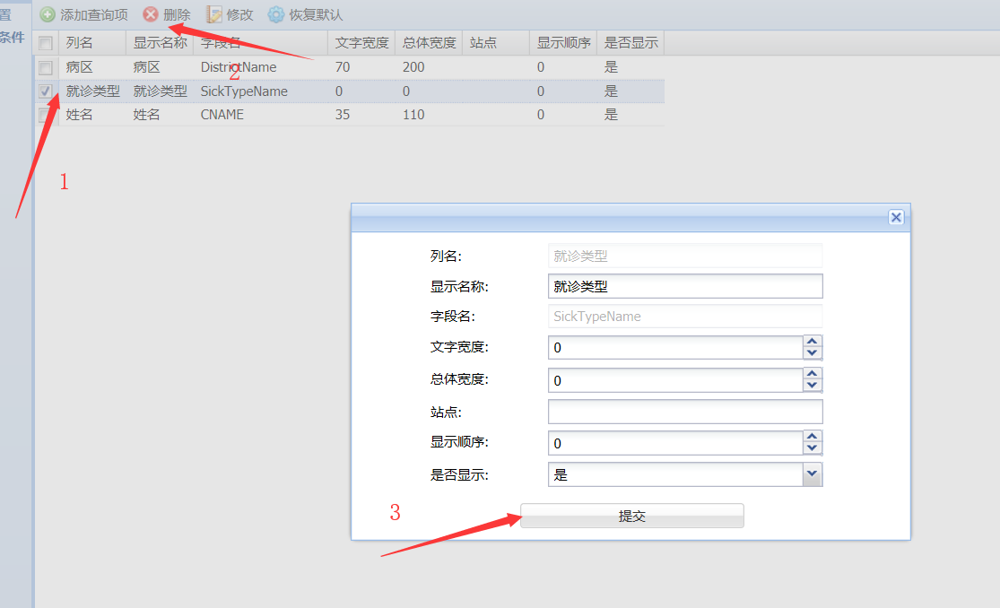 置 添加查询项 删除 修改 恢复默认
条件
列名 显示名称 字段名 文字宽度 总体宽度 站点 显示顺序 是否显示
病区 病区 DistrictName 70 200 0 是
2
就诊类型 就诊类型 SickTypeName 0 0 0 是
姓名 姓名 CNAME 35 110 0 是
1
列名: 就诊类型
显示名称: 就诊类型
字段名: SickTypeName
文字宽度: 0
总体宽度: 0
站点:
显示顺序: 0
是否显示: 是
3
提交